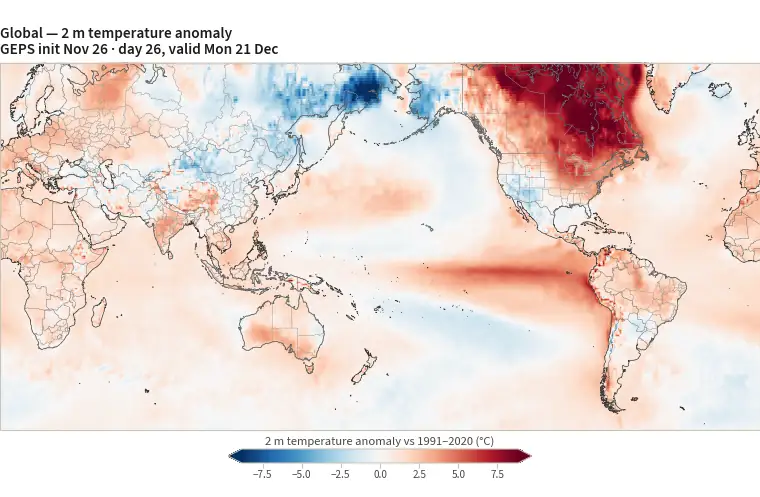 Global — 2 m temperature anomaly
GEPS init Nov 26 · day 26, valid Mon 21 Dec
2 m temperature anomaly vs 1991–2020 (°C)
−7.5 −5.0 −2.5 0.0 2.5 5.0 7.5